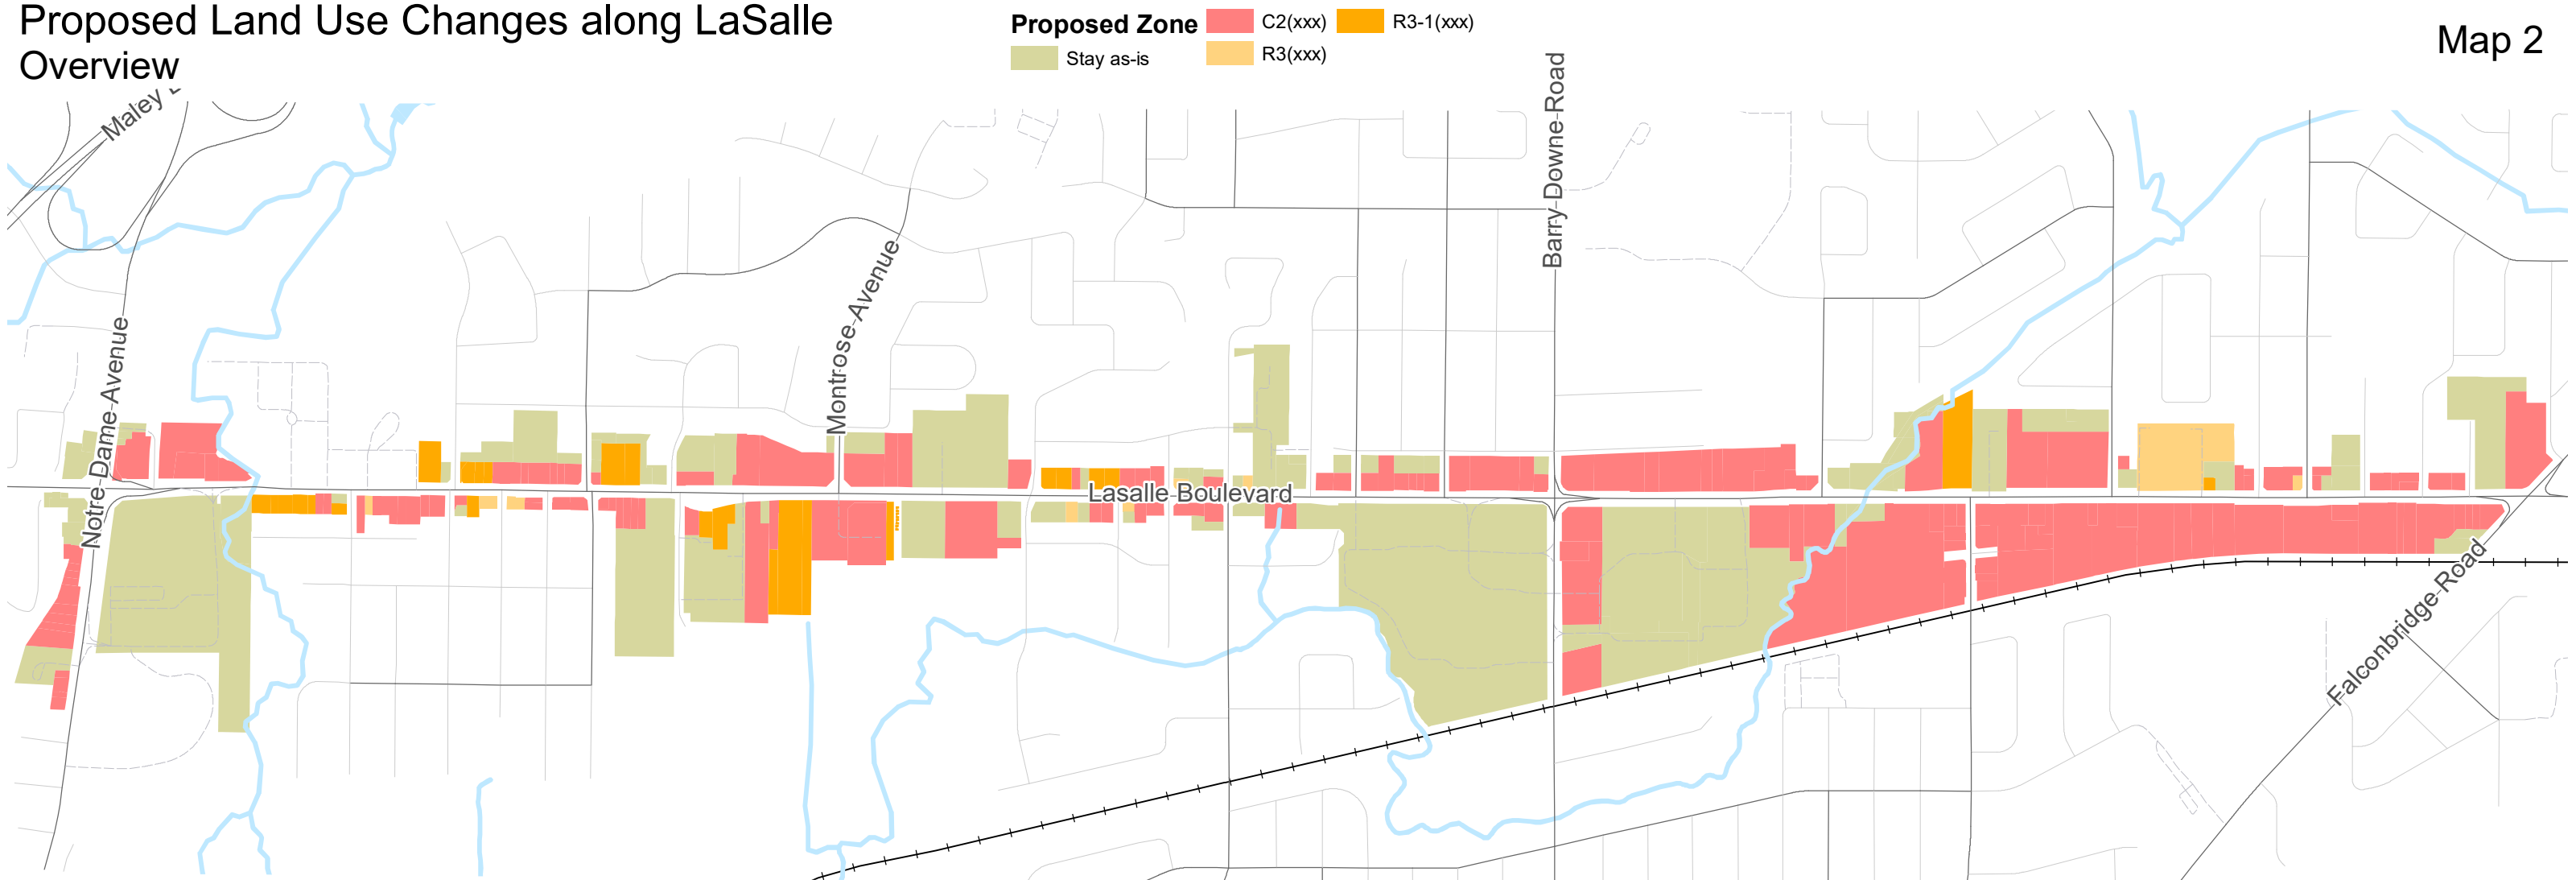 Proposed Land Use Changes along LaSalle
Overview
Proposed Zone
C2(xxx)
R3-1(xxx)
Stay as-is
R3(xxx)
Map 2
Maley
Notre-Dame-Avenue
Montrose-Avenue
Barry-Downe-Road
Lasalle-Boulevard
Falconbridge-Road